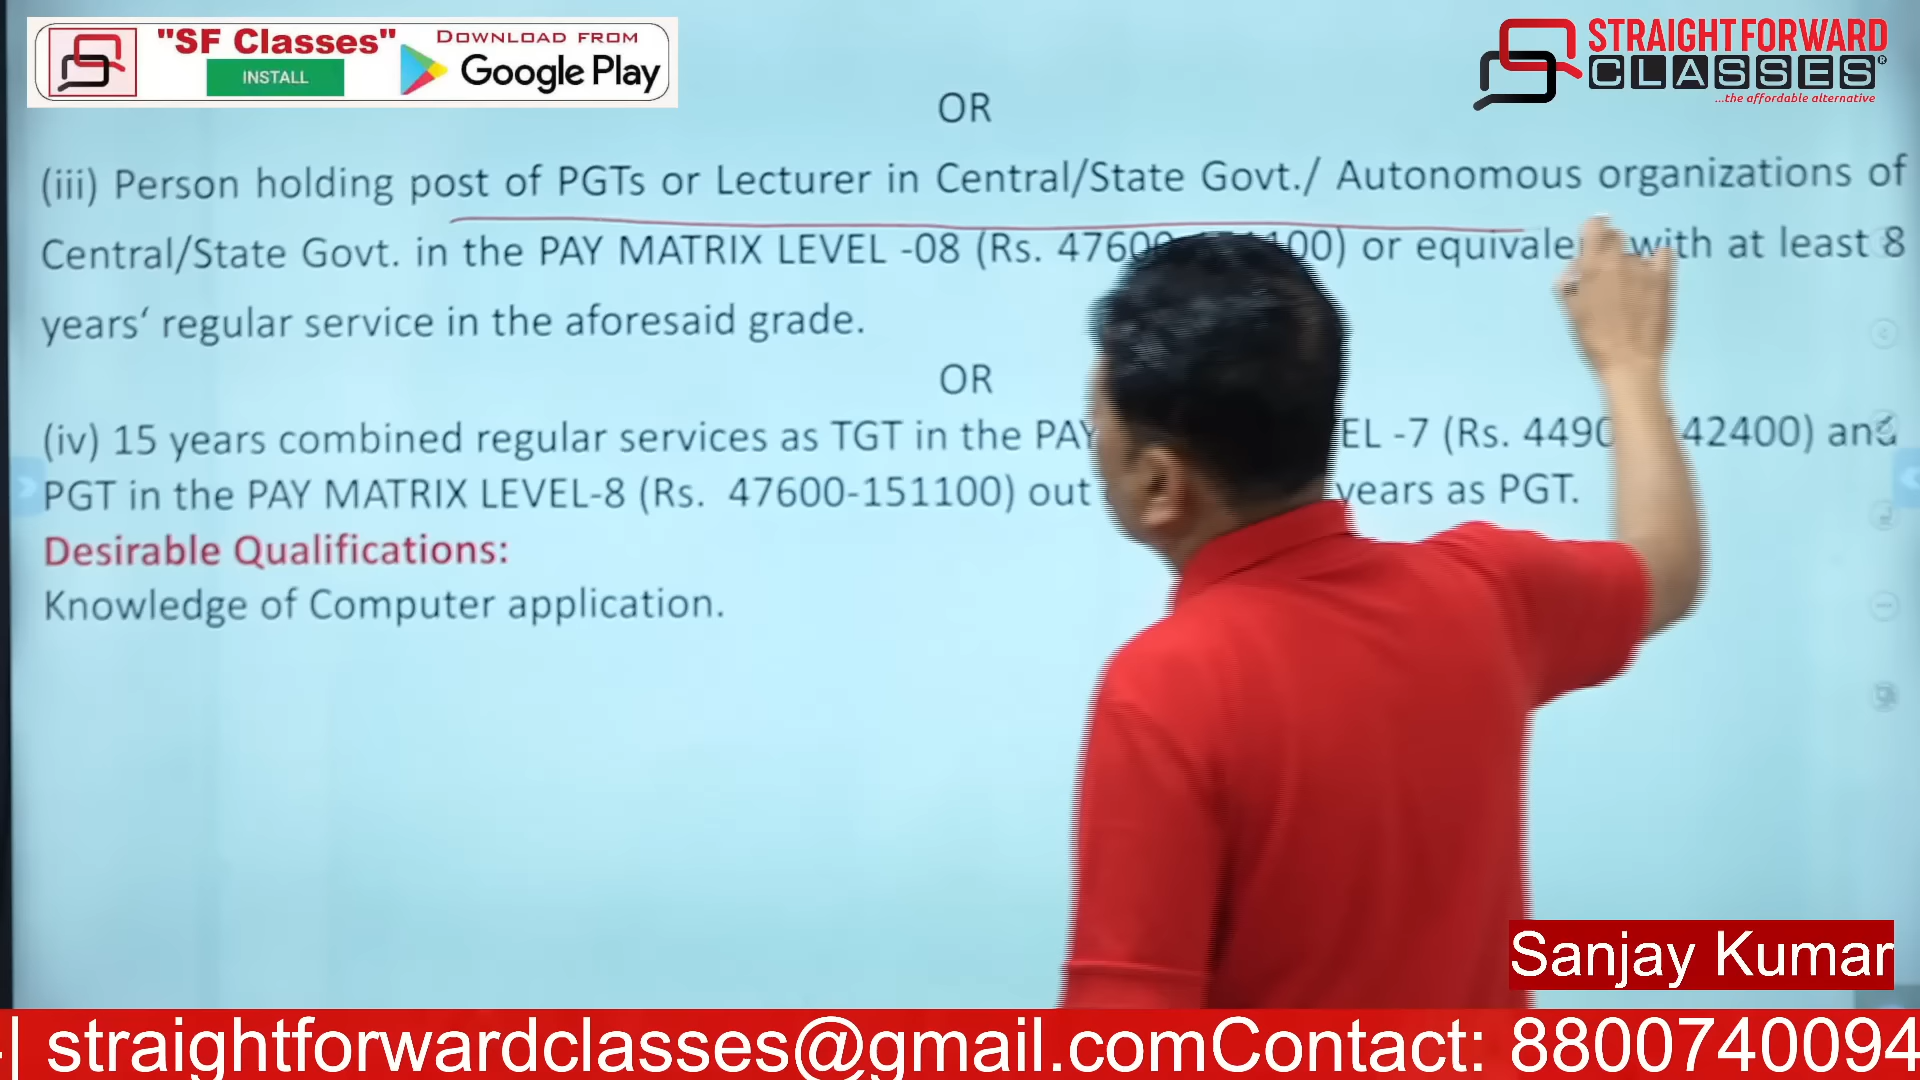 "SF Classes"
INSTALL
DOWNLOAD FROM
Google Play
STRAIGHTFORWARD
CLASSES®
...the affordable alternative
OR
(iii) Person holding post of PGTs or Lecturer in Central/State Govt./ Autonomous organizations of
Central/State Govt. in the PAY MATRIX LEVEL -08 (Rs. 47600 00) or equivalent with at least 8
years‘ regular service in the aforesaid grade.
OR
(iv) 15 years combined regular services as TGT in the PAY EL -7 (Rs. 4490 42400) and
PGT in the PAY MATRIX LEVEL-8 (Rs. 47600-151100) out years as PGT.
Desirable Qualifications:
Knowledge of Computer application.
Sanjay Kumar
| straightforwardclasses@gmail.comContact: 8800740094